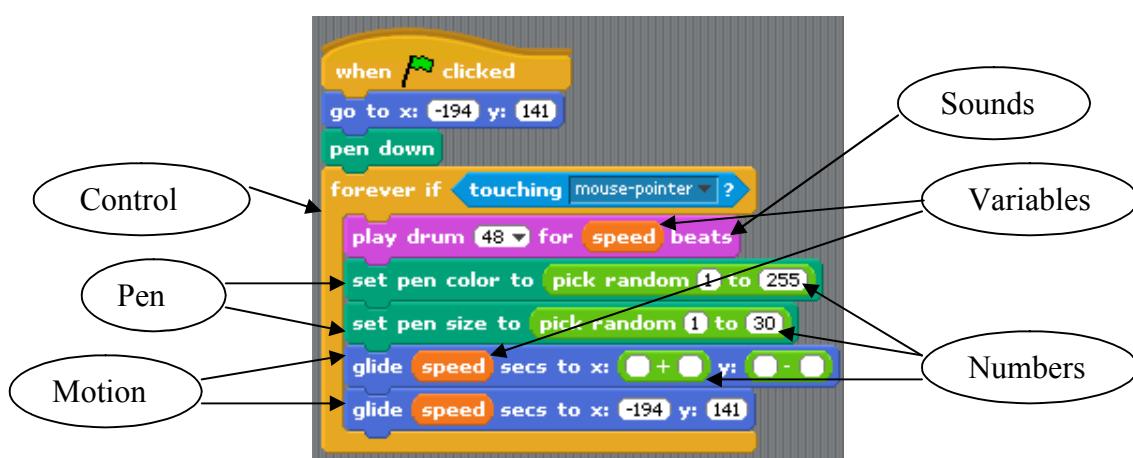 when clicked
go to x: -194 y: 141
pen down
forever if touching mouse-pointer ?
play drum 48 for speed beats
set pen color to pick random 1 to 255
set pen size to pick random 1 to 30
glide speed secs to x: + y: -
glide speed secs to x: -194 y: 141
Control
Pen
Motion
Sounds
Variables
Numbers